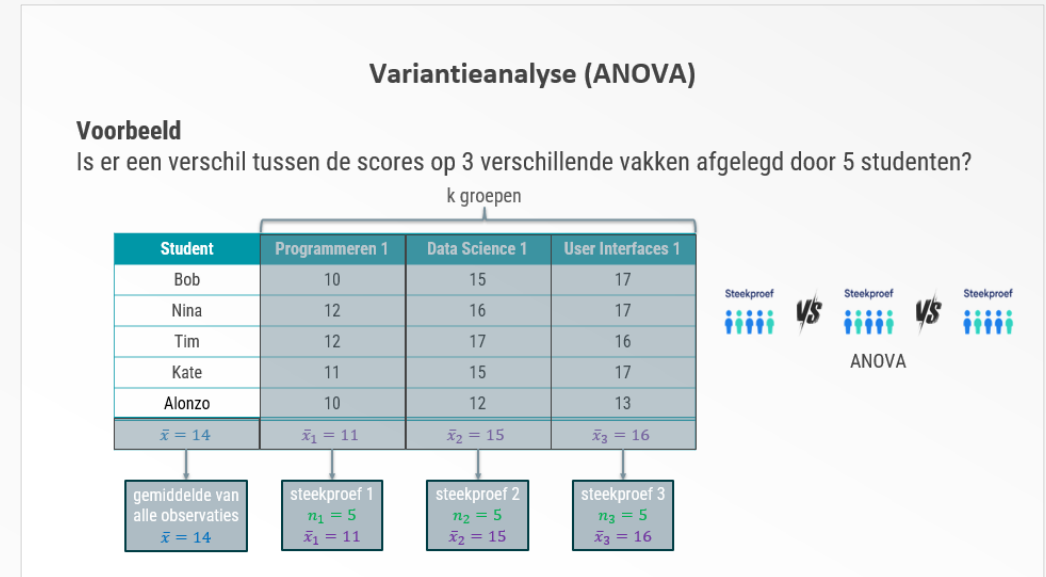 Variantieanalyse (ANOVA)
Voorbeeld
Is er een verschil tussen de scores op 3 verschillende vakken afgelegd door 5 studenten?
k groepen
Student Programmeren 1 Data Science 1 User Interfaces 1
Bob 10 15 17
Nina 12 16 17
Tim 12 17 16
Kate 11 15 17
Alonzo 10 12 13
x̄ = 14 x̄₁ = 11 x̄₂ = 15 x̄₃ = 16
gemiddelde van
alle observaties
x̄ = 14
steekproef 1
n₁ = 5
x̄₁ = 11
steekproef 2
n₂ = 5
x̄₂ = 15
steekproef 3
n₃ = 5
x̄₃ = 16
Steekproef VS Steekproef VS Steekproef
ANOVA